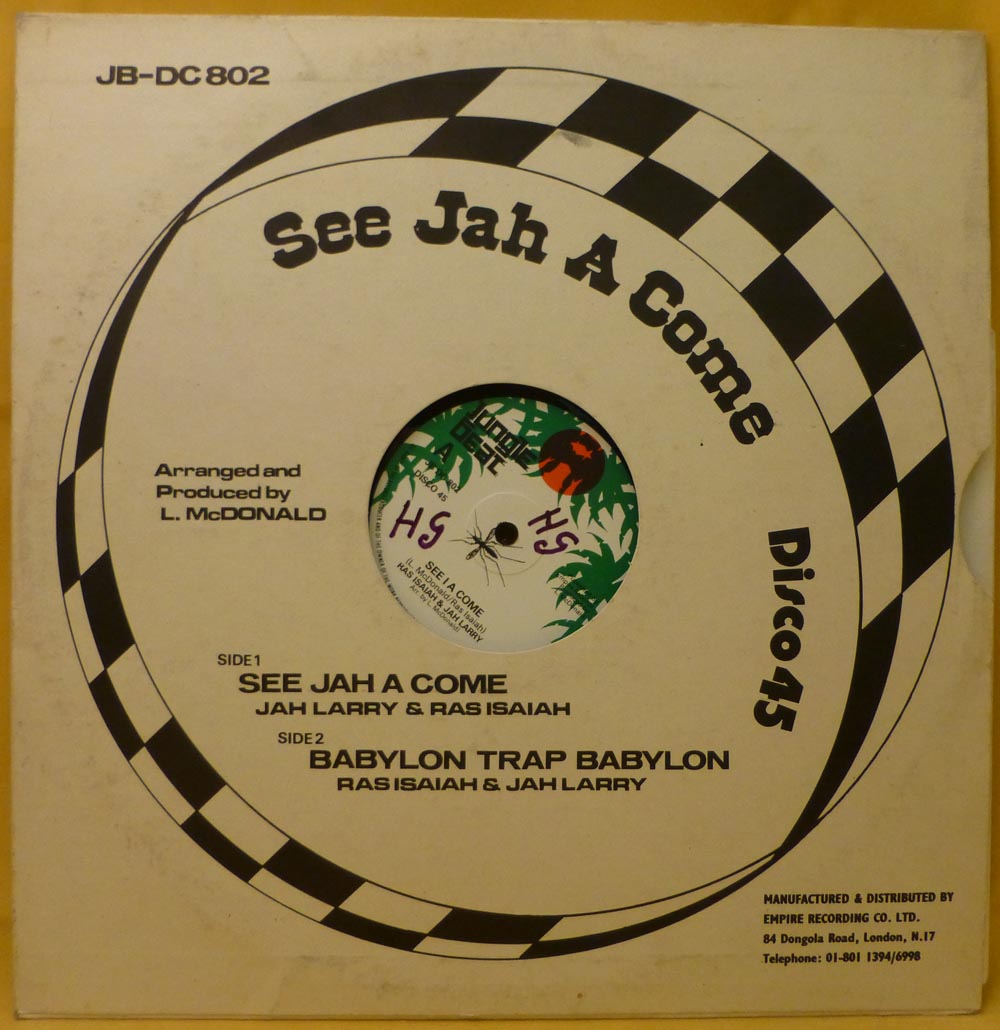 JB-DC 802
See Jah A Come
Disco 45
Arranged and
Produced by
L. McDONALD
Jungle
Beat
A
DISCO 45
HG
HG
SEE I A COME
(L. McDonald/Ras Isaiah)
RAS ISAIAH & JAH LARRY
Arr. by L. McDonald)
SIDE 1
SEE JAH A COME
JAH LARRY & RAS ISAIAH
SIDE 2
BABYLON TRAP BABYLON
RAS ISAIAH & JAH LARRY
MANUFACTURED & DISTRIBUTED BY
EMPIRE RECORDING CO. LTD.
84 Dongola Road, London, N.17
Telephone: 01-801 1394/6998